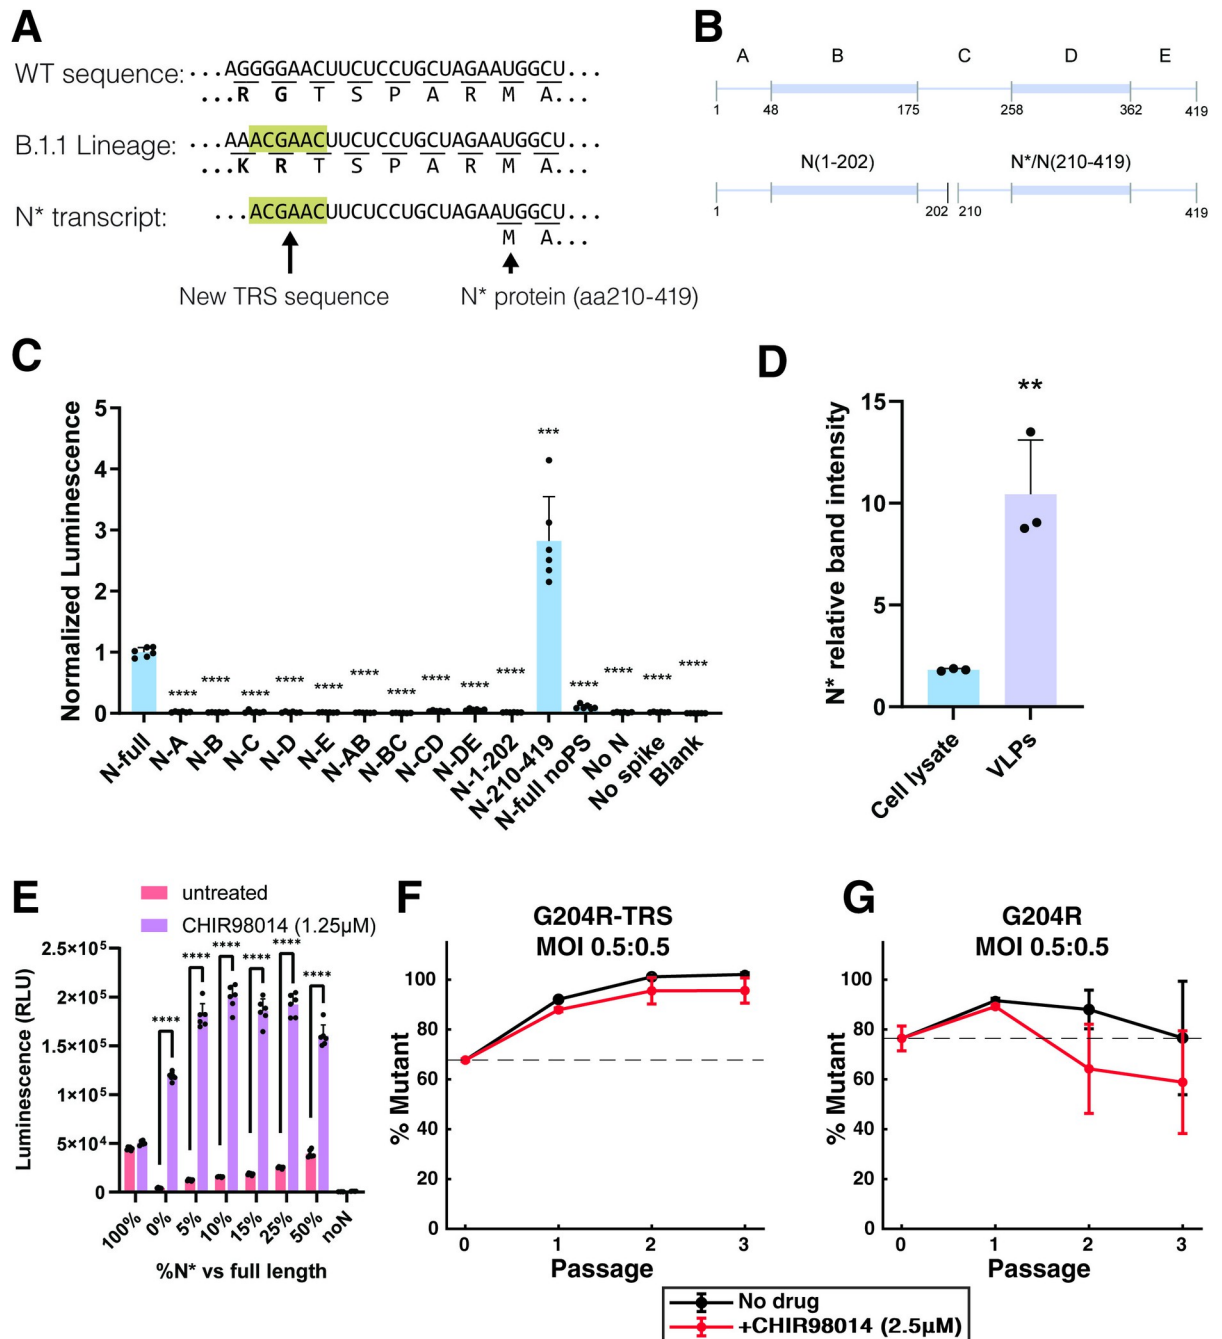 A
WT sequence: ...AGGGGAACUUCUCCUGCUAGAAUGGCU...
...R G T S P A R M A...
B.1.1 Lineage: ...AAACGAACUUCUCCUGCUAGAAUGGCU...
...K R T S P A R M A...
N* transcript: ...ACGAACUUCUCCUGCUAGAAUGGCU...
M A...
New TRS sequence
N* protein (aa210-419)
B
A B C D E
1 48 175 258 362 419
N(1-202) N*/N(210-419)
1 202 210 419
C
Normalized Luminescence
5
4
3
2
1
0
**** **** **** **** **** **** **** **** **** **** *** **** **** **** ****
N-full N-A N-B N-C N-D N-E N-AB N-BC N-CD N-DE N-1-202 N-210-419 N-full noPS No N No spike Blank
D
N* relative band intensity
15
10
5
0
**
Cell lysate VLPs
E
untreated
CHIR98014 (1.25µM)
Luminescence (RLU)
2.5×10⁵
2×10⁵
1.5×10⁵
1×10⁵
5×10⁴
0
**** **** **** **** **** ****
100% 0% 5% 10% 15% 25% 50% noN
%N* vs full length
F
G204R-TRS
MOI 0.5:0.5
% Mutant
100
80
60
40
20
0
0 1 2 3
Passage
G
G204R
MOI 0.5:0.5
% Mutant
100
80
60
40
20
0
0 1 2 3
Passage
No drug
+CHIR98014 (2.5µM)